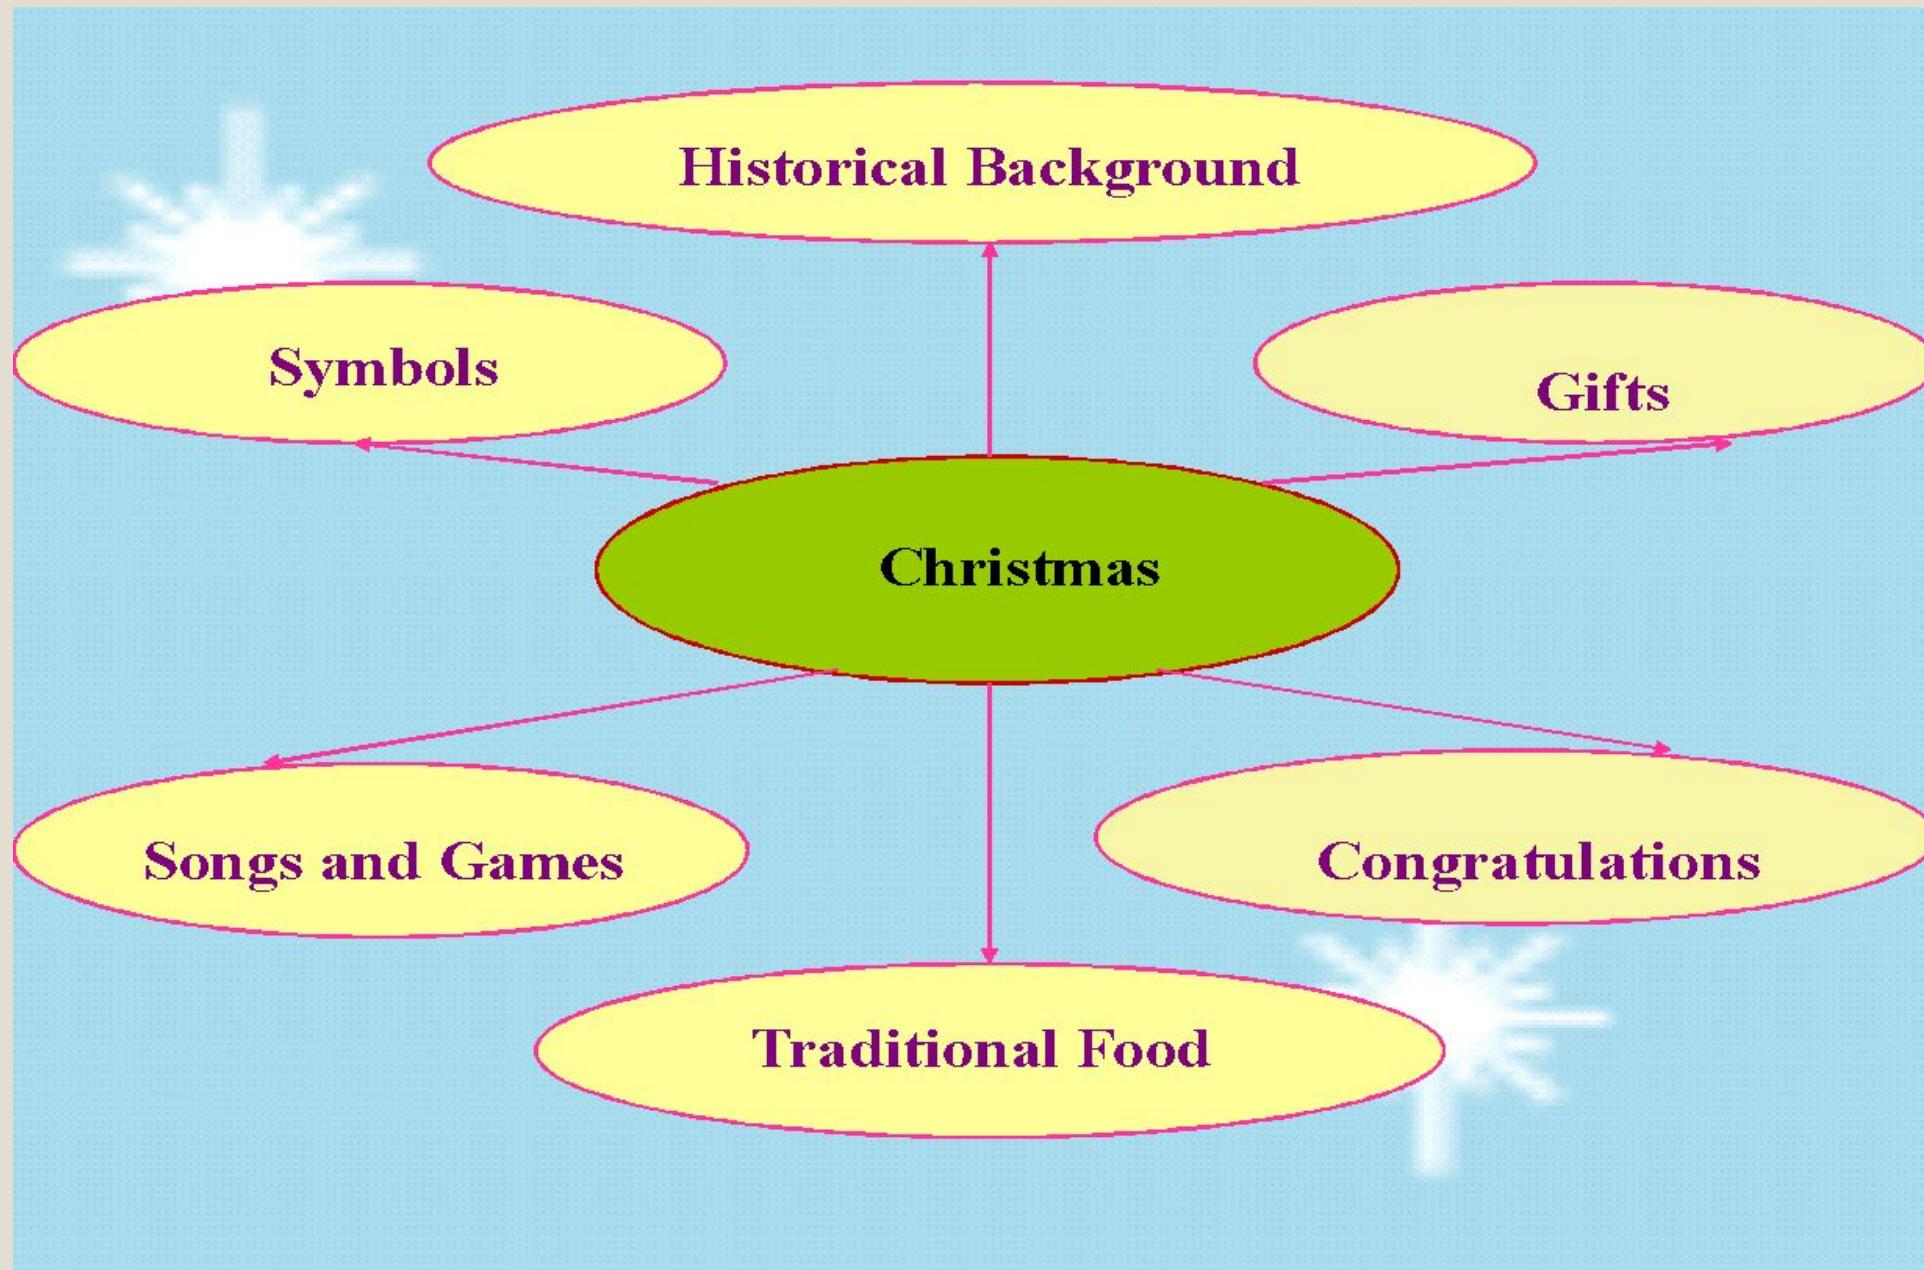 Historical Background
Symbols
Gifts
Christmas
Songs and Games
Congratulations
Traditional Food